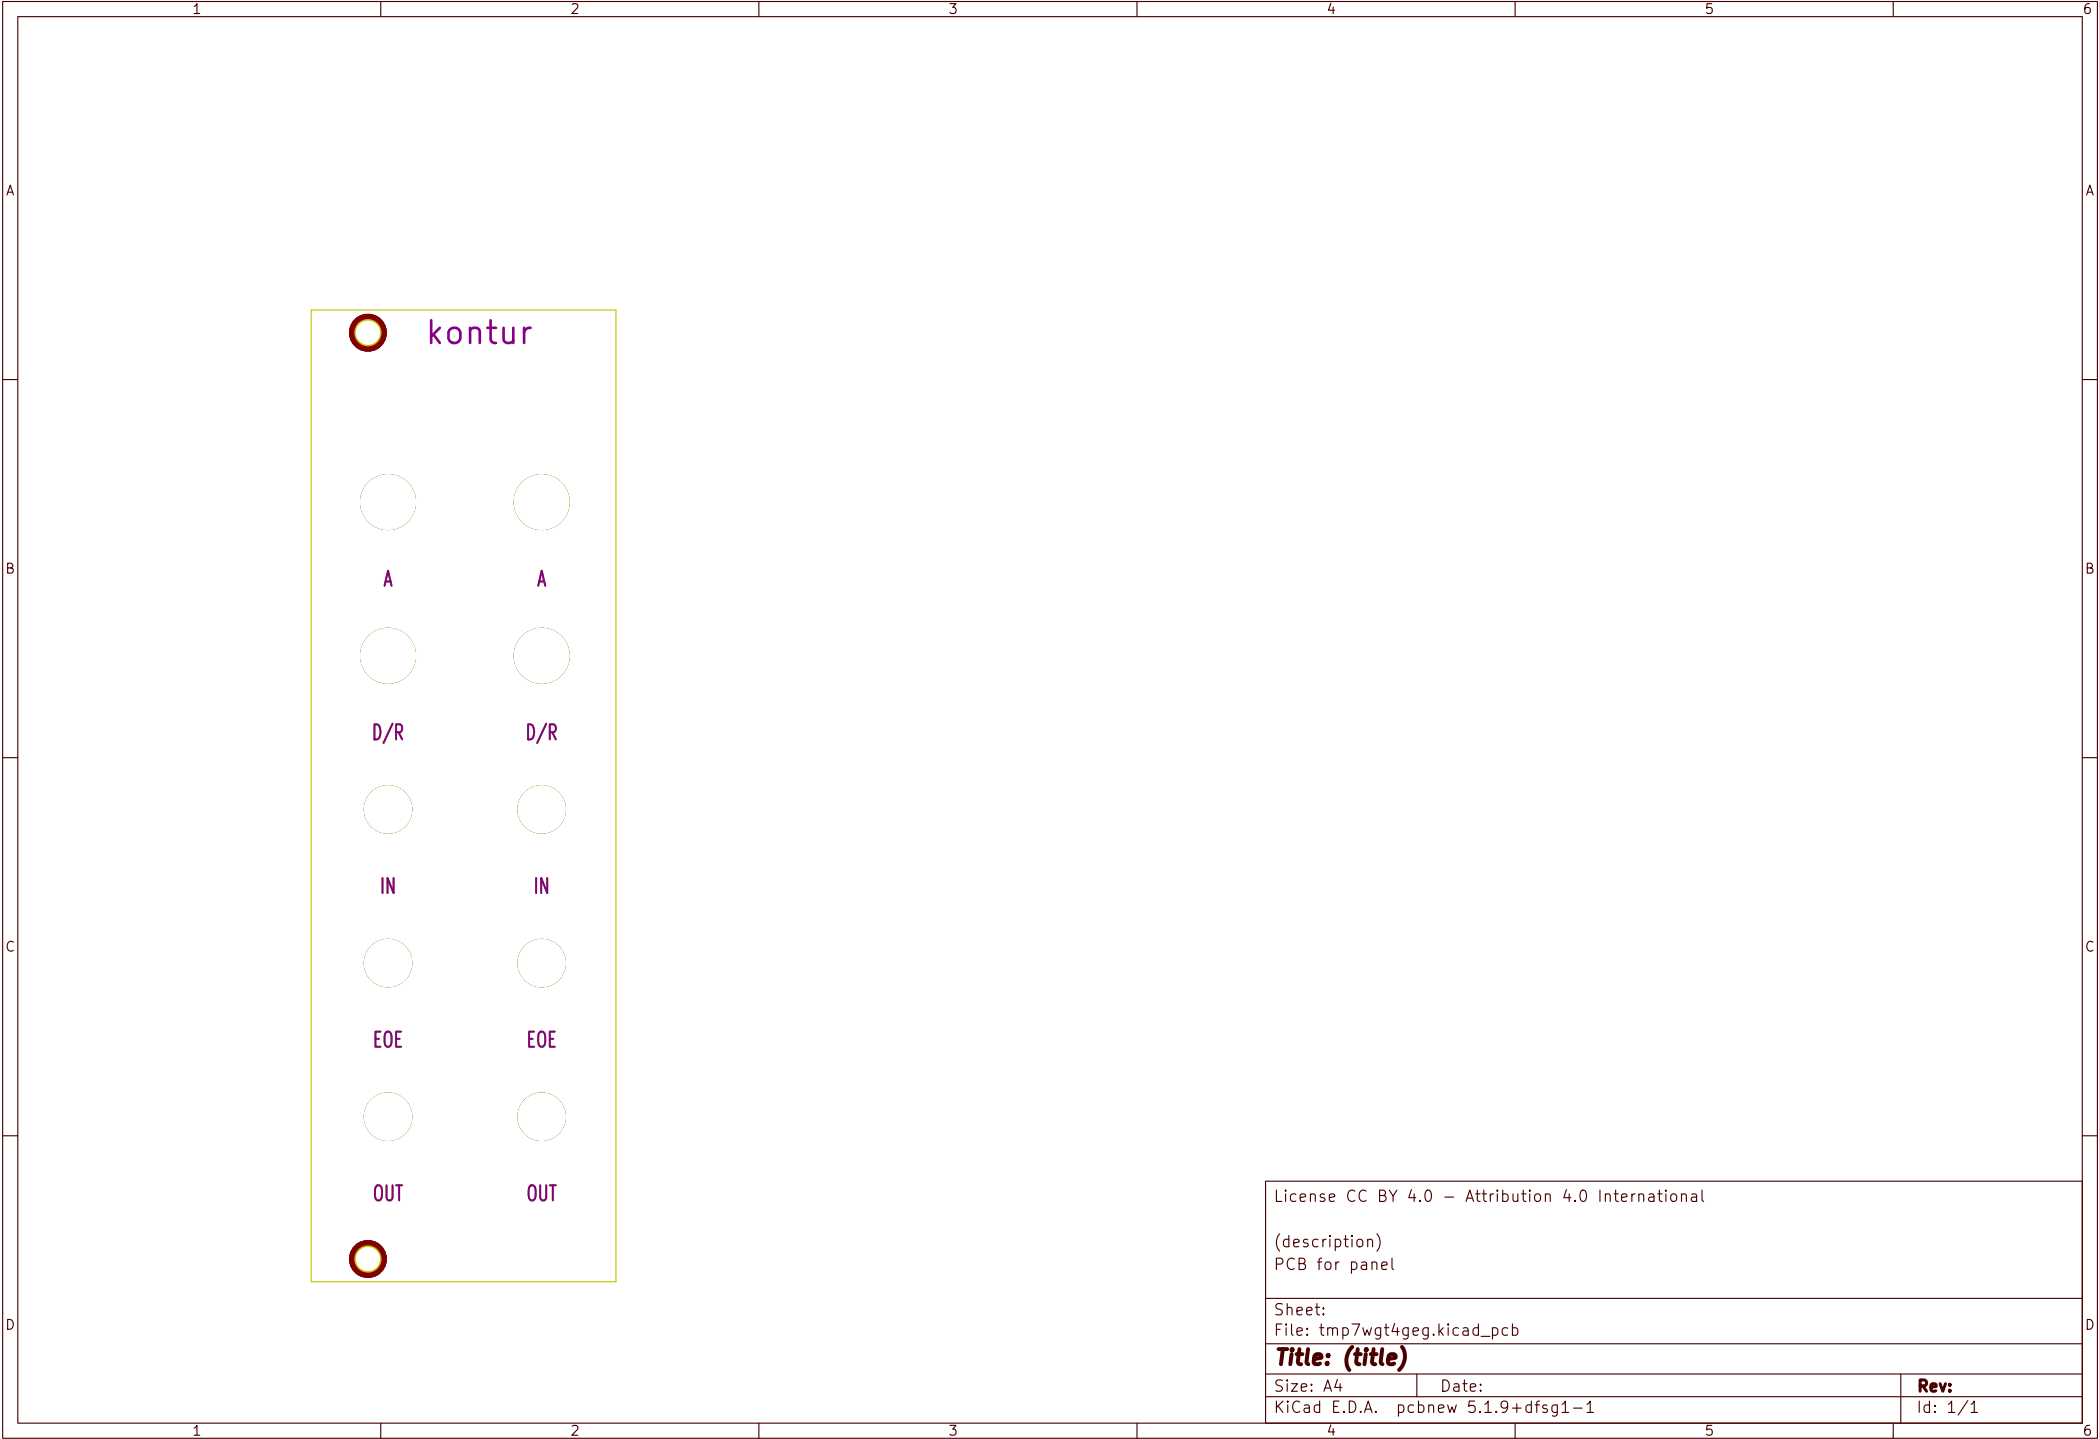 1 2 3 4 5 6
A A
kontur
B B
A A
D/R D/R
IN IN
C C
EOE EOE
OUT OUT
License CC BY 4.0 – Attribution 4.0 International
(description)
PCB for panel
Sheet:
D D
File: tmp7wgt4geg.kicad_pcb
Title: (title)
Size: A4 Date: Rev:
KiCad E.D.A. pcbnew 5.1.9+dfsg1-1 Id: 1/1
1 2 3 4 5 6